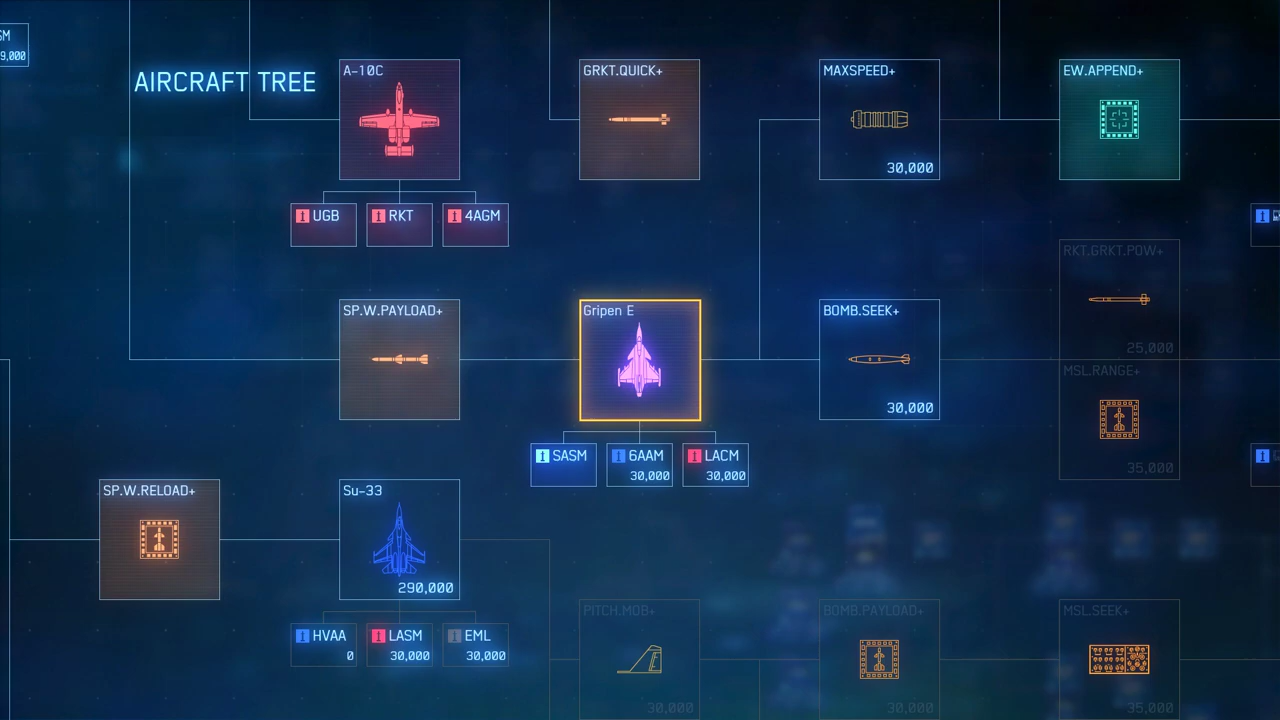 SM
9,000
AIRCRAFT TREE
A-10C
GRKT.QUICK+
MAXSPEED+
30,000
EW.APPEND+
UGB
RKT
4AGM
RKT.GRKT.POW+
25,000
SP.W.PAYLOAD+
Gripen E
BOMB.SEEK+
30,000
MSL.RANGE+
35,000
SASM
6AAM
30,000
LACM
30,000
SP.W.RELOAD+
Su-33
290,000
HVAA
0
LASM
30,000
EML
30,000
PITCH.MOB+
30,000
BOMB.PAYLOAD+
30,000
MSL.SEEK+
35,000